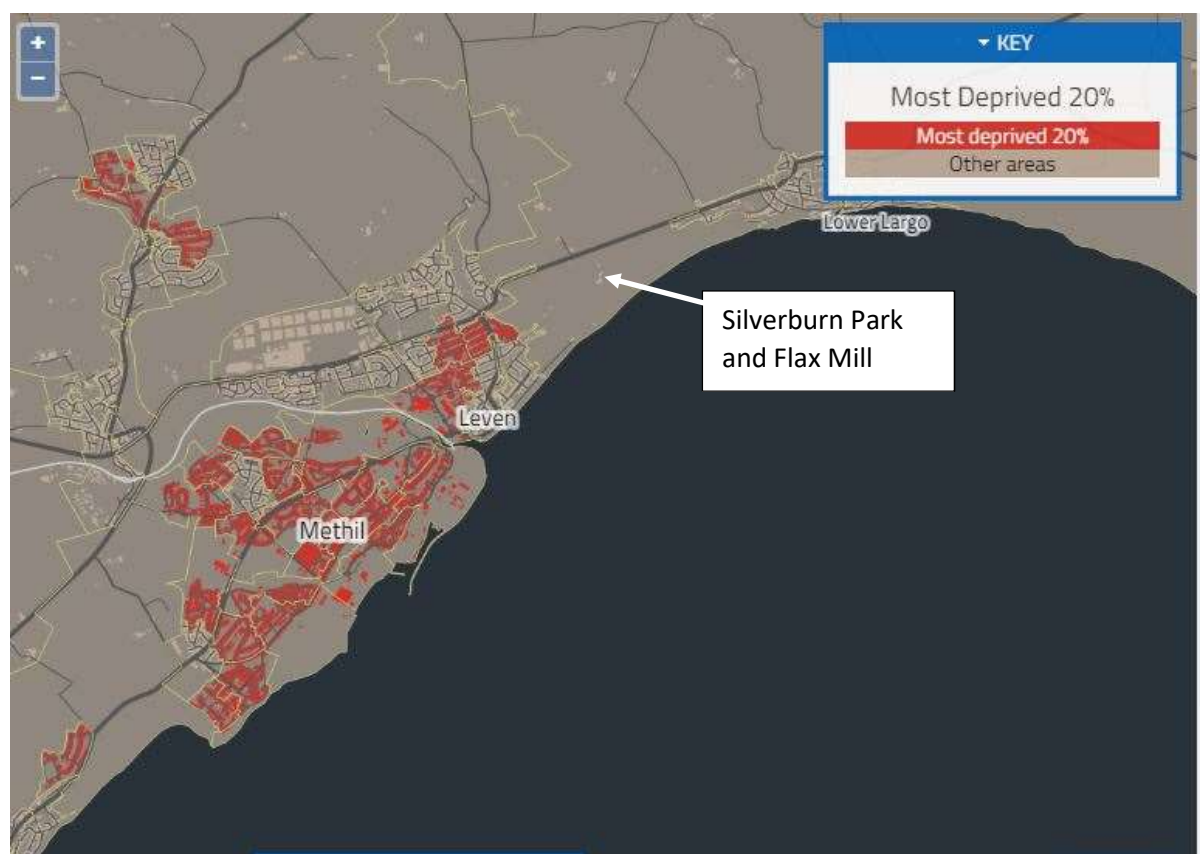 +
−
KEY
Most Deprived 20%
Most deprived 20%
Other areas
Lower Largo
Silverburn Park
and Flax Mill
Leven
Methil